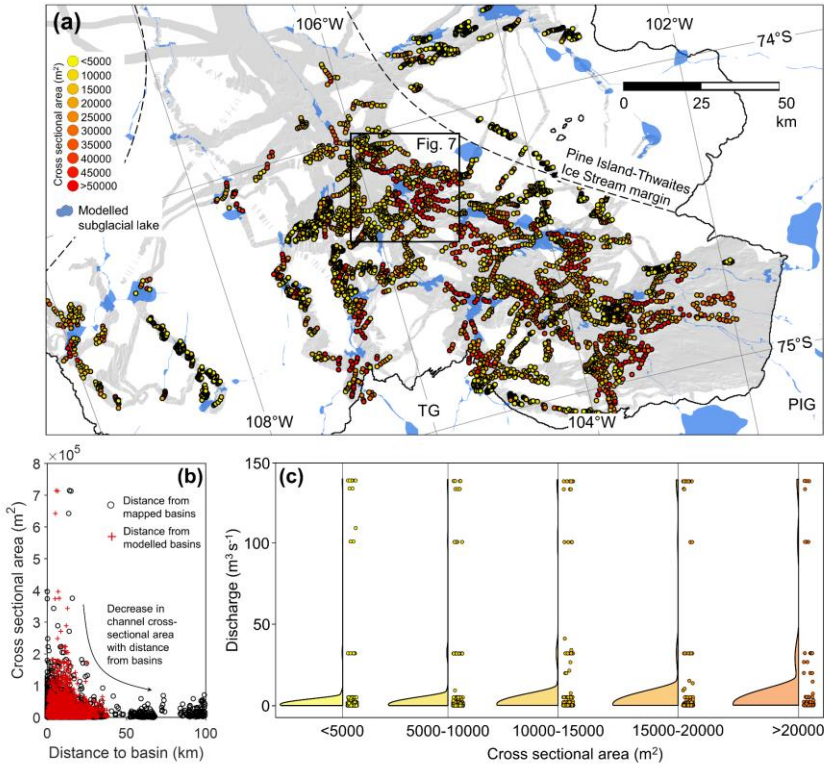 (a)
106°W
102°W
74°S
Cross sectional area (m²)
<5000
10000
15000
20000
25000
30000
35000
40000
45000
>50000
Modelled
subglacial lake
0 25 50
km
Fig. 7
Pine Island-Thwaites
Ice Stream margin
75°S
108°W
TG
104°W
PIG
(b)
×10⁵
8
7
6
5
4
3
2
1
0
Cross sectional area (m²)
Distance from
mapped basins
Distance from
modelled basins
Decrease in
channel cross-
sectional area
with distance
from basins
0 50 100
Distance to basin (km)
(c)
150
100
50
0
Discharge (m³ s⁻¹)
<5000 5000-10000 10000-15000 15000-20000 >20000
Cross sectional area (m²)